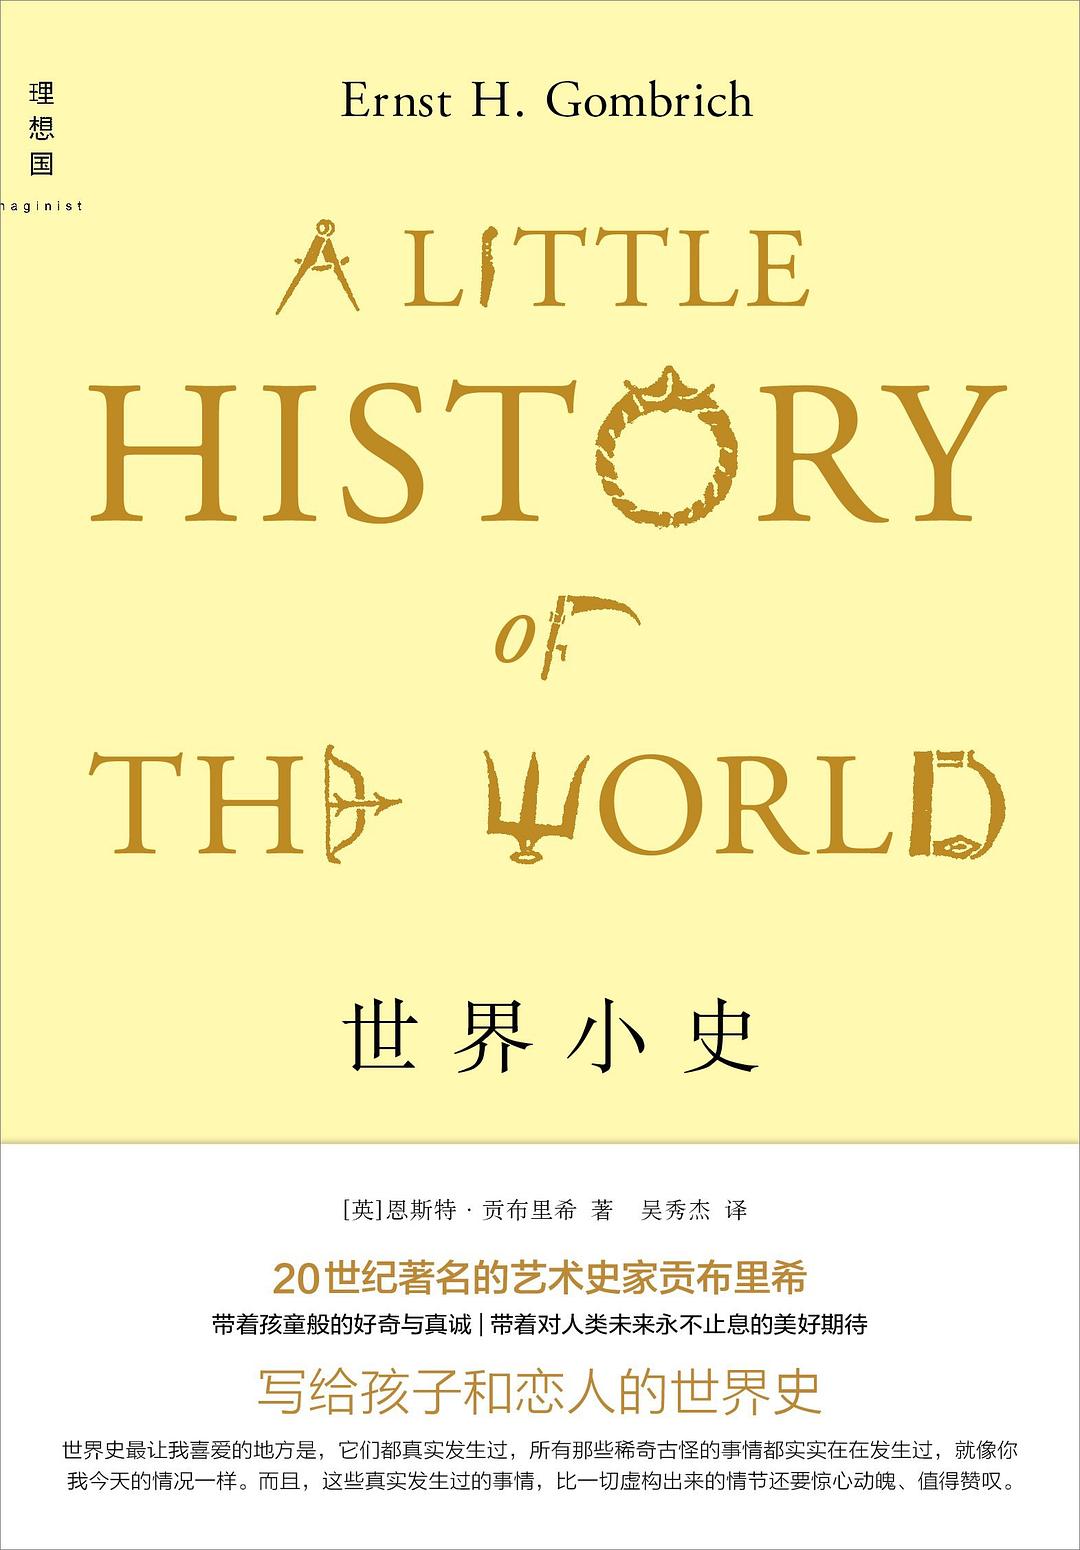 理想国
maginist
Ernst H. Gombrich
A LITTLE
HISTORY
of
THE WORLD
世界小史
[英]恩斯特·贡布里希 著 吴秀杰 译
20世纪著名的艺术史家贡布里希
带着孩童般的好奇与真诚|带着对人类未来永不止息的美好期待
写给孩子和恋人的世界史
世界史最让我喜爱的地方是，它们都真实发生过，所有那些稀奇古怪的事情都实实在在发生过，就像你
我今天的情况一样。而且，这些真实发生过的事情，比一切虚构出来的情节还要惊心动魄、值得赞叹。